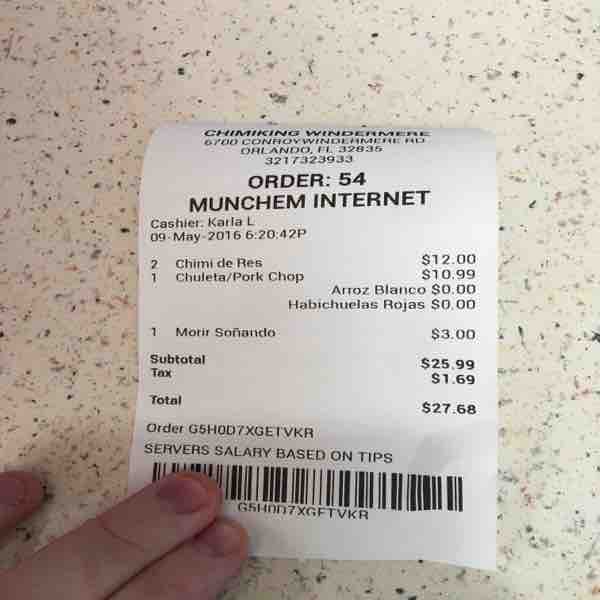 CHIMIKING WINDERMERE
6700 CONROYWINDERMERE RD
ORLANDO, FL 32835
3217323933
ORDER: 54
MUNCHEM INTERNET
Cashier: Karla L
09-May-2016 6:20:42P
2 Chimi de Res $12.00
1 Chuleta/Pork Chop $10.99
Arroz Blanco $0.00
Habichuelas Rojas $0.00
1 Morir Soñando $3.00
Subtotal $25.99
Tax $1.69
Total $27.68
Order G5H0D7XGETVKR
SERVERS SALARY BASED ON TIPS
G5H0D7XGETVKR